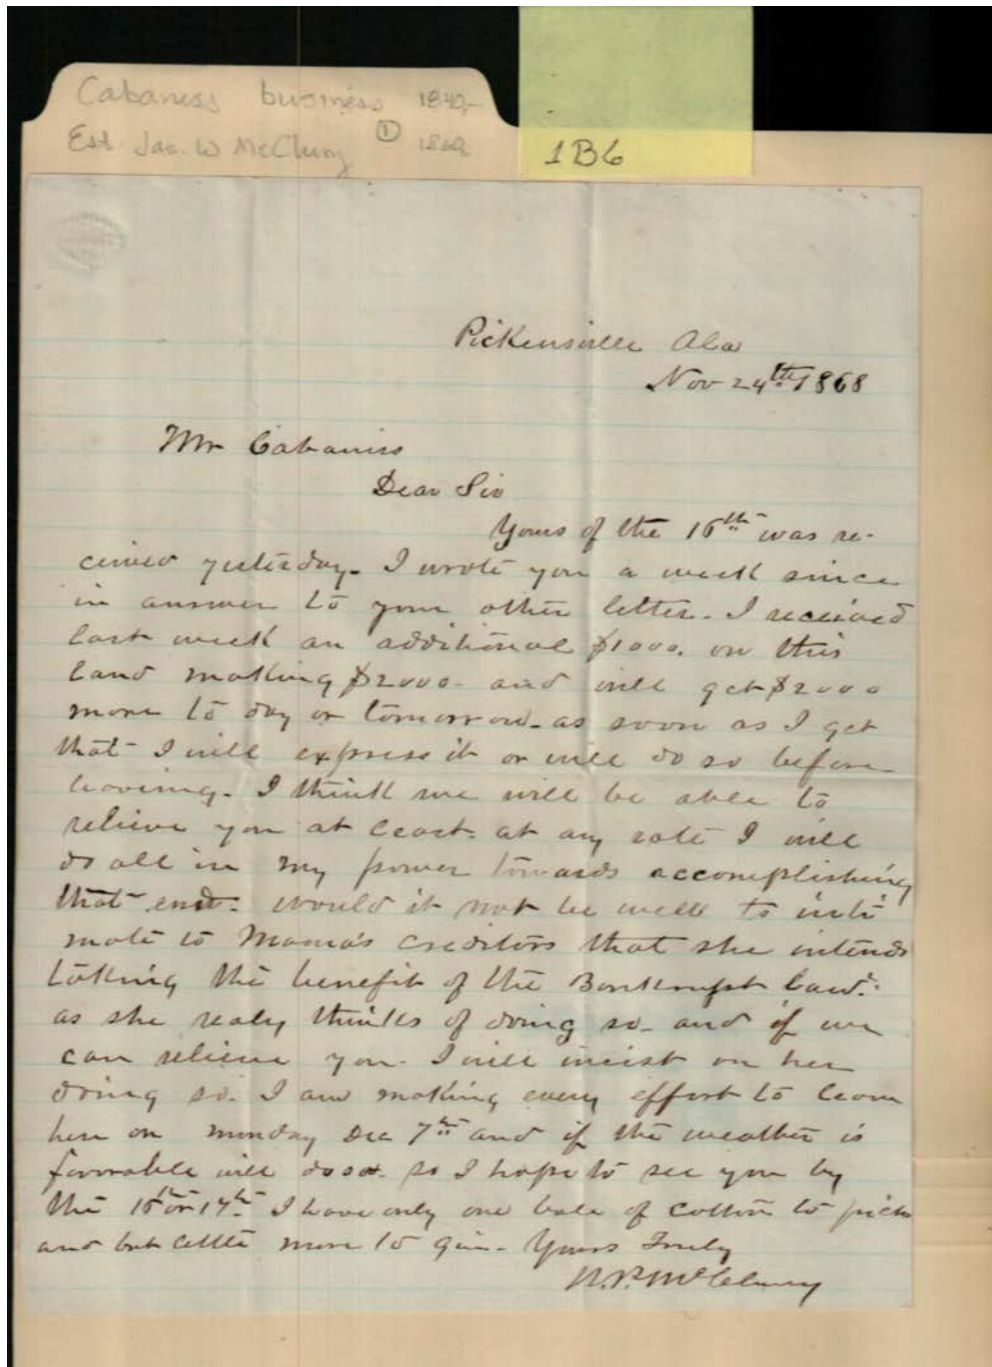 Cabaniss business 1840,-
Est. Jas. W McClung ① 1860
1B6
Pickensville Ala
Nov 24th 1868
Mr Cabaniss
Dear Sir
Yours of the 16th was re-
ceived yesterday. I wrote you a week since
in answer to your other letter. I received
last week an additional $1000. on this
land making $2000. and will get $2000
more to day or tomorrow. as soon as I get
that I will express it or will do so before
leaving. I think we will be able to
relieve you at least. at any rate I will
do all in my power towards accomplishing
that end. would it not be well to inti
mate to Mama's creditors that she intends
taking the benefit of the Bankrupt Law.
as she realy thinks of doing so. and if we
can relieve you. I will insist on her
doing so. I am making every effort to leave
here on monday Dec 7th and if the weather is
favorable will do so. so I hope to see you by
the or 17th I have only one bale of cotton to pick
and but little more to gin. Yours Truly
McClung